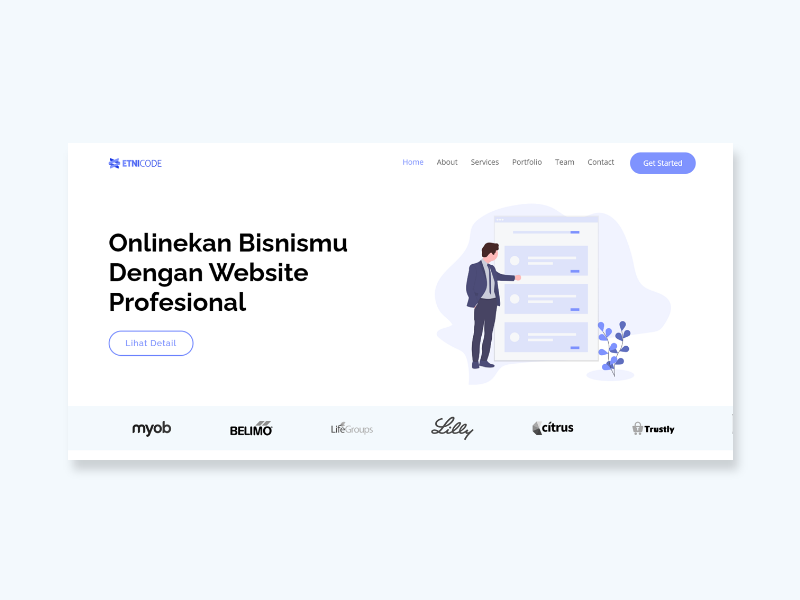 ETNICODE
Home About Services Portfolio Team Contact Get Started
Onlinekan Bisnismu
Dengan Website
Profesional
Lihat Detail
myob BELIMO LifeGroups Lilly citrus Trustly